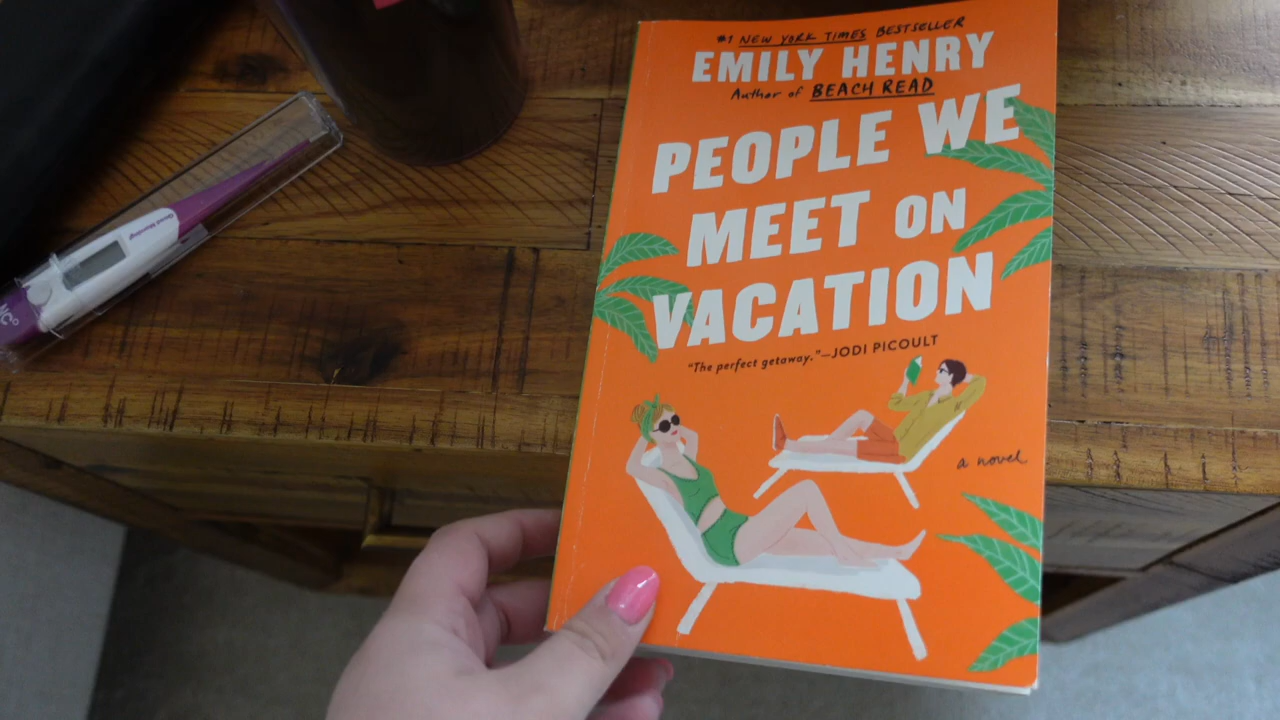 #1 NEW YORK TIMES BESTSELLER
EMILY HENRY
Author of BEACH READ
PEOPLE WE
MEET ON
VACATION
"The perfect getaway."—JODI PICOULT
a novel